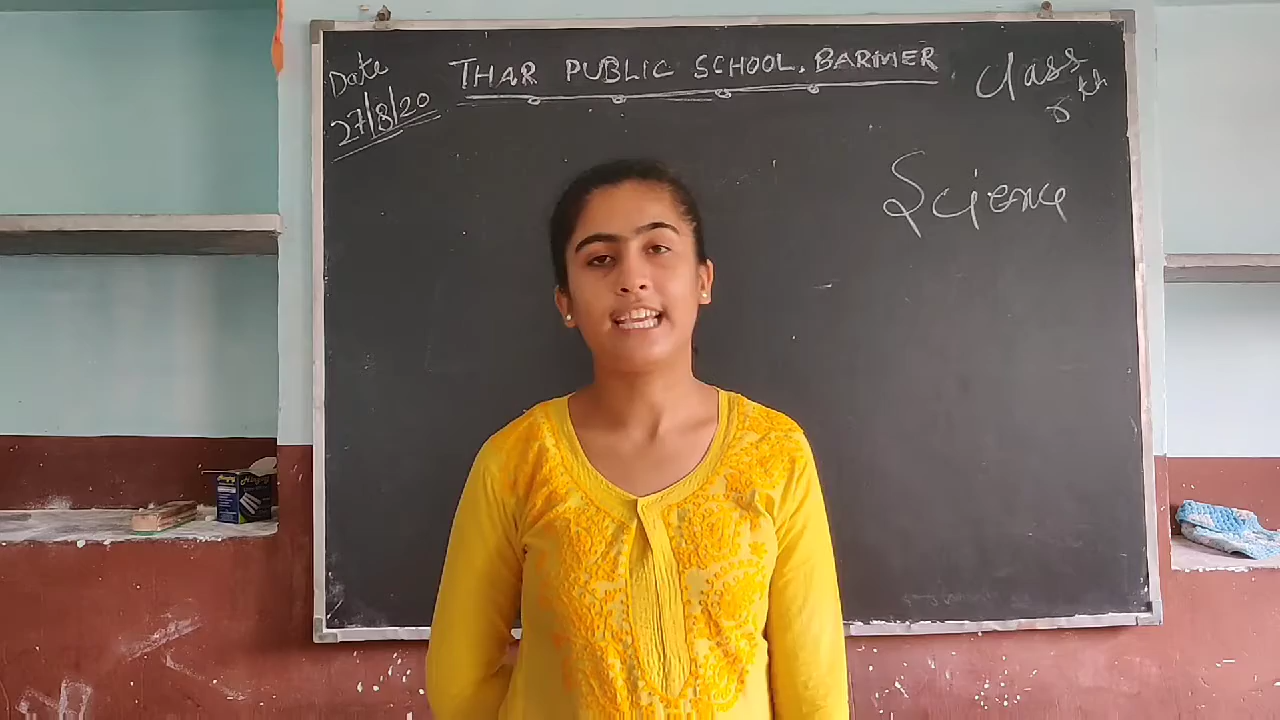 Date
27/8/20
THAR PUBLIC SCHOOL, BARMER
Class
8th
Science